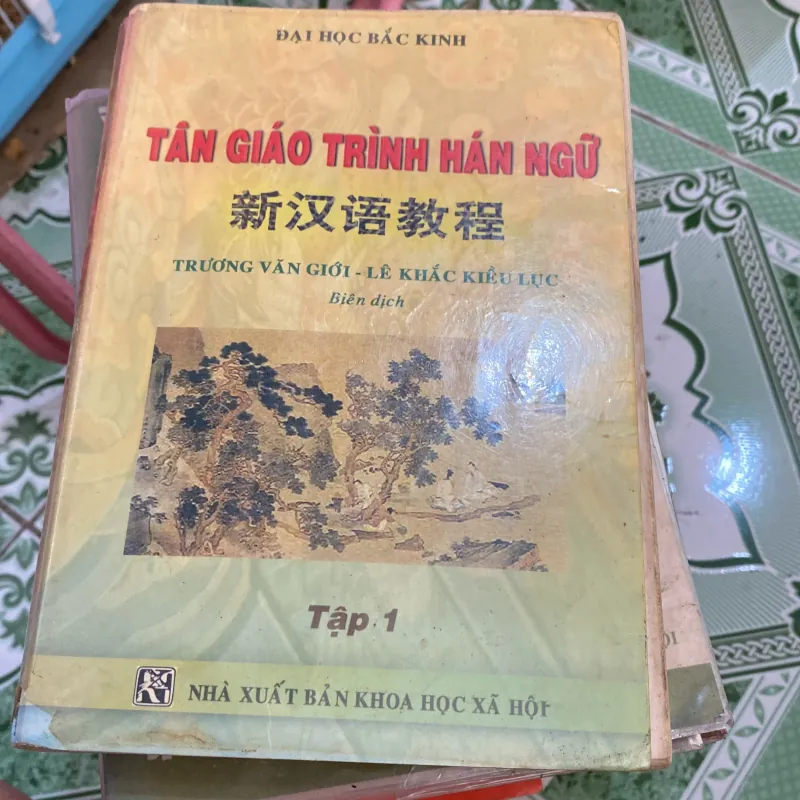 ĐẠI HỌC BẮC KINH
TÂN GIÁO TRÌNH HÁN NGỮ
新汉语教程
TRƯƠNG VĂN GIỚI - LÊ KHẮC KIỀU LỤC
Biên dịch
Tập 1
NHÀ XUẤT BẢN KHOA HỌC XÃ HỘI